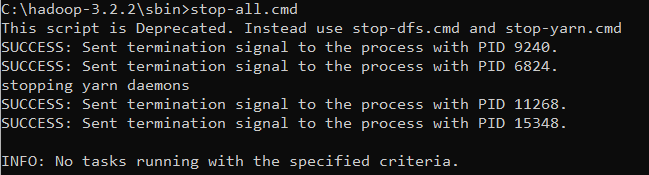 C:\hadoop-3.2.2\sbin>stop-all.cmd
This script is Deprecated. Instead use stop-dfs.cmd and stop-yarn.cmd
SUCCESS: Sent termination signal to the process with PID 9240.
SUCCESS: Sent termination signal to the process with PID 6824.
stopping yarn daemons
SUCCESS: Sent termination signal to the process with PID 11268.
SUCCESS: Sent termination signal to the process with PID 15348.
INFO: No tasks running with the specified criteria.